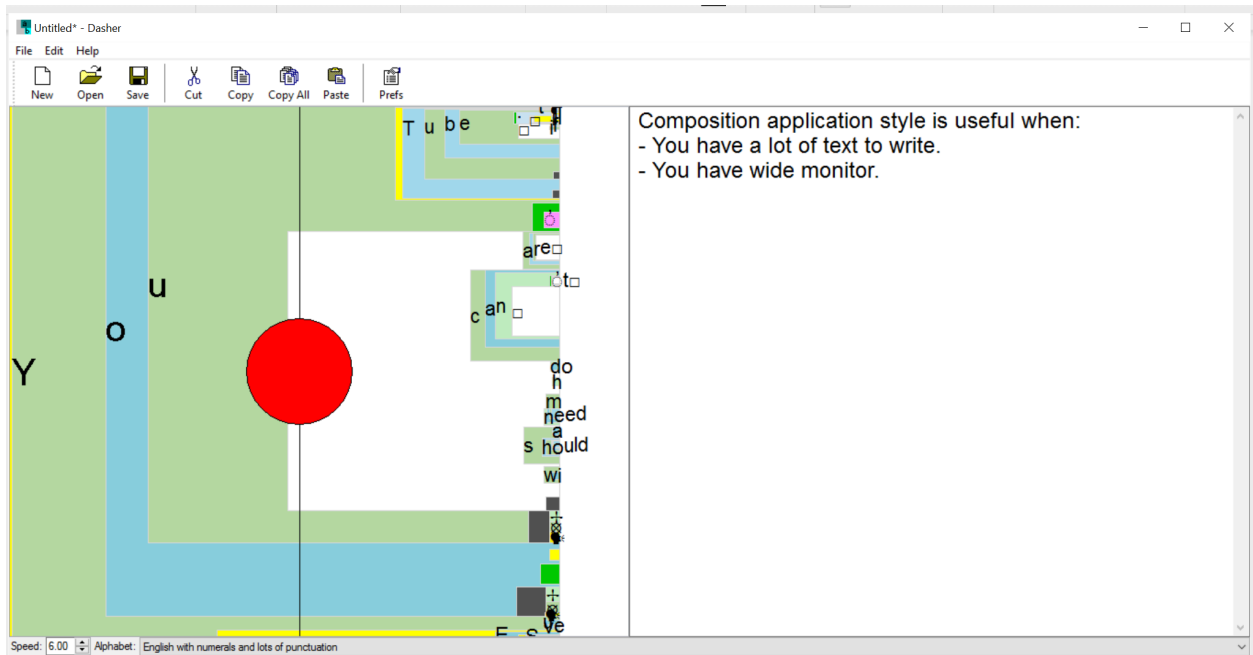 Untitled* - Dasher
File Edit Help
New Open Save Cut Copy Copy All Paste Prefs
Composition application style is useful when:
- You have a lot of text to write.
- You have wide monitor.
T u b e
are
u
t
c an
o
Y
do
h
m
need
a
s hould
wi
E s ve
Speed: 6.00 Alphabet: English with numerals and lots of punctuation